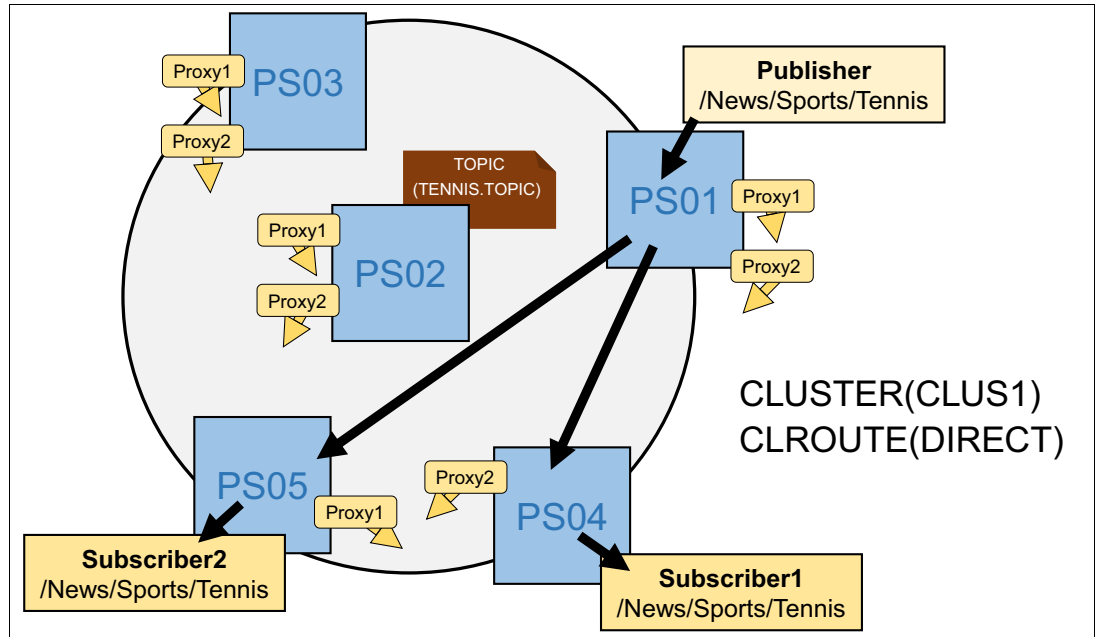 Proxy1
PS03
Proxy2
Publisher
/News/Sports/Tennis
TOPIC
(TENNIS.TOPIC)
PS01
Proxy1
Proxy2
Proxy1
PS02
Proxy2
CLUSTER(CLUS1)
CLROUTE(DIRECT)
PS05
Proxy1
Proxy2
PS04
Subscriber2
/News/Sports/Tennis
Subscriber1
/News/Sports/Tennis